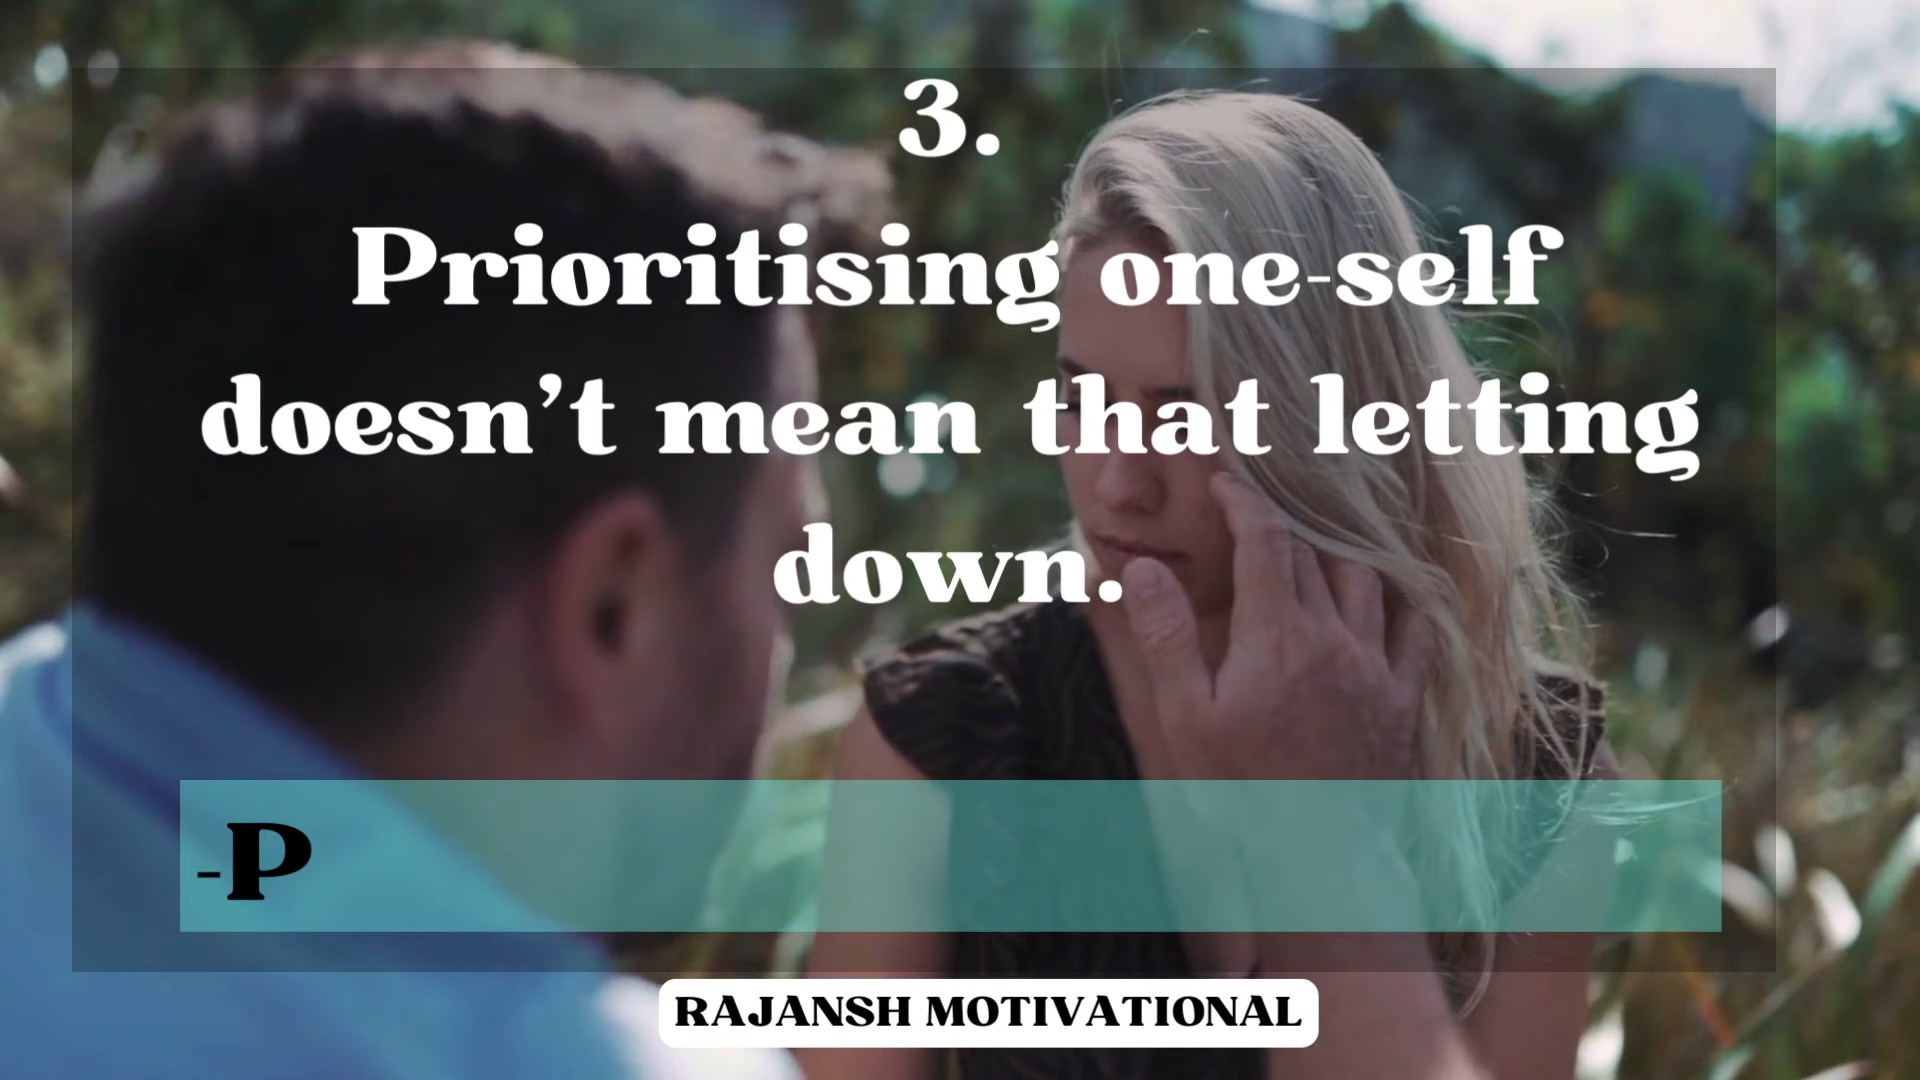 3.
Prioritising one-self
doesn’t mean that letting
down.
-P
RAJANSH MOTIVATIONAL